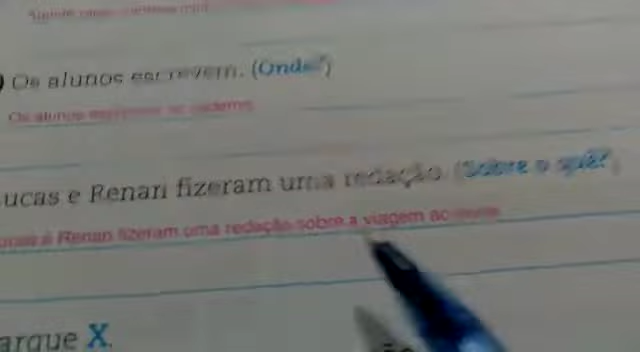 Os alunos escrevem. (Onde?)
Os alunos escrevem no caderno.
ucas e Renan fizeram uma redação. (Sobre o quê?)
e Renan fizeram uma redação sobre a viagem ao
arque X.